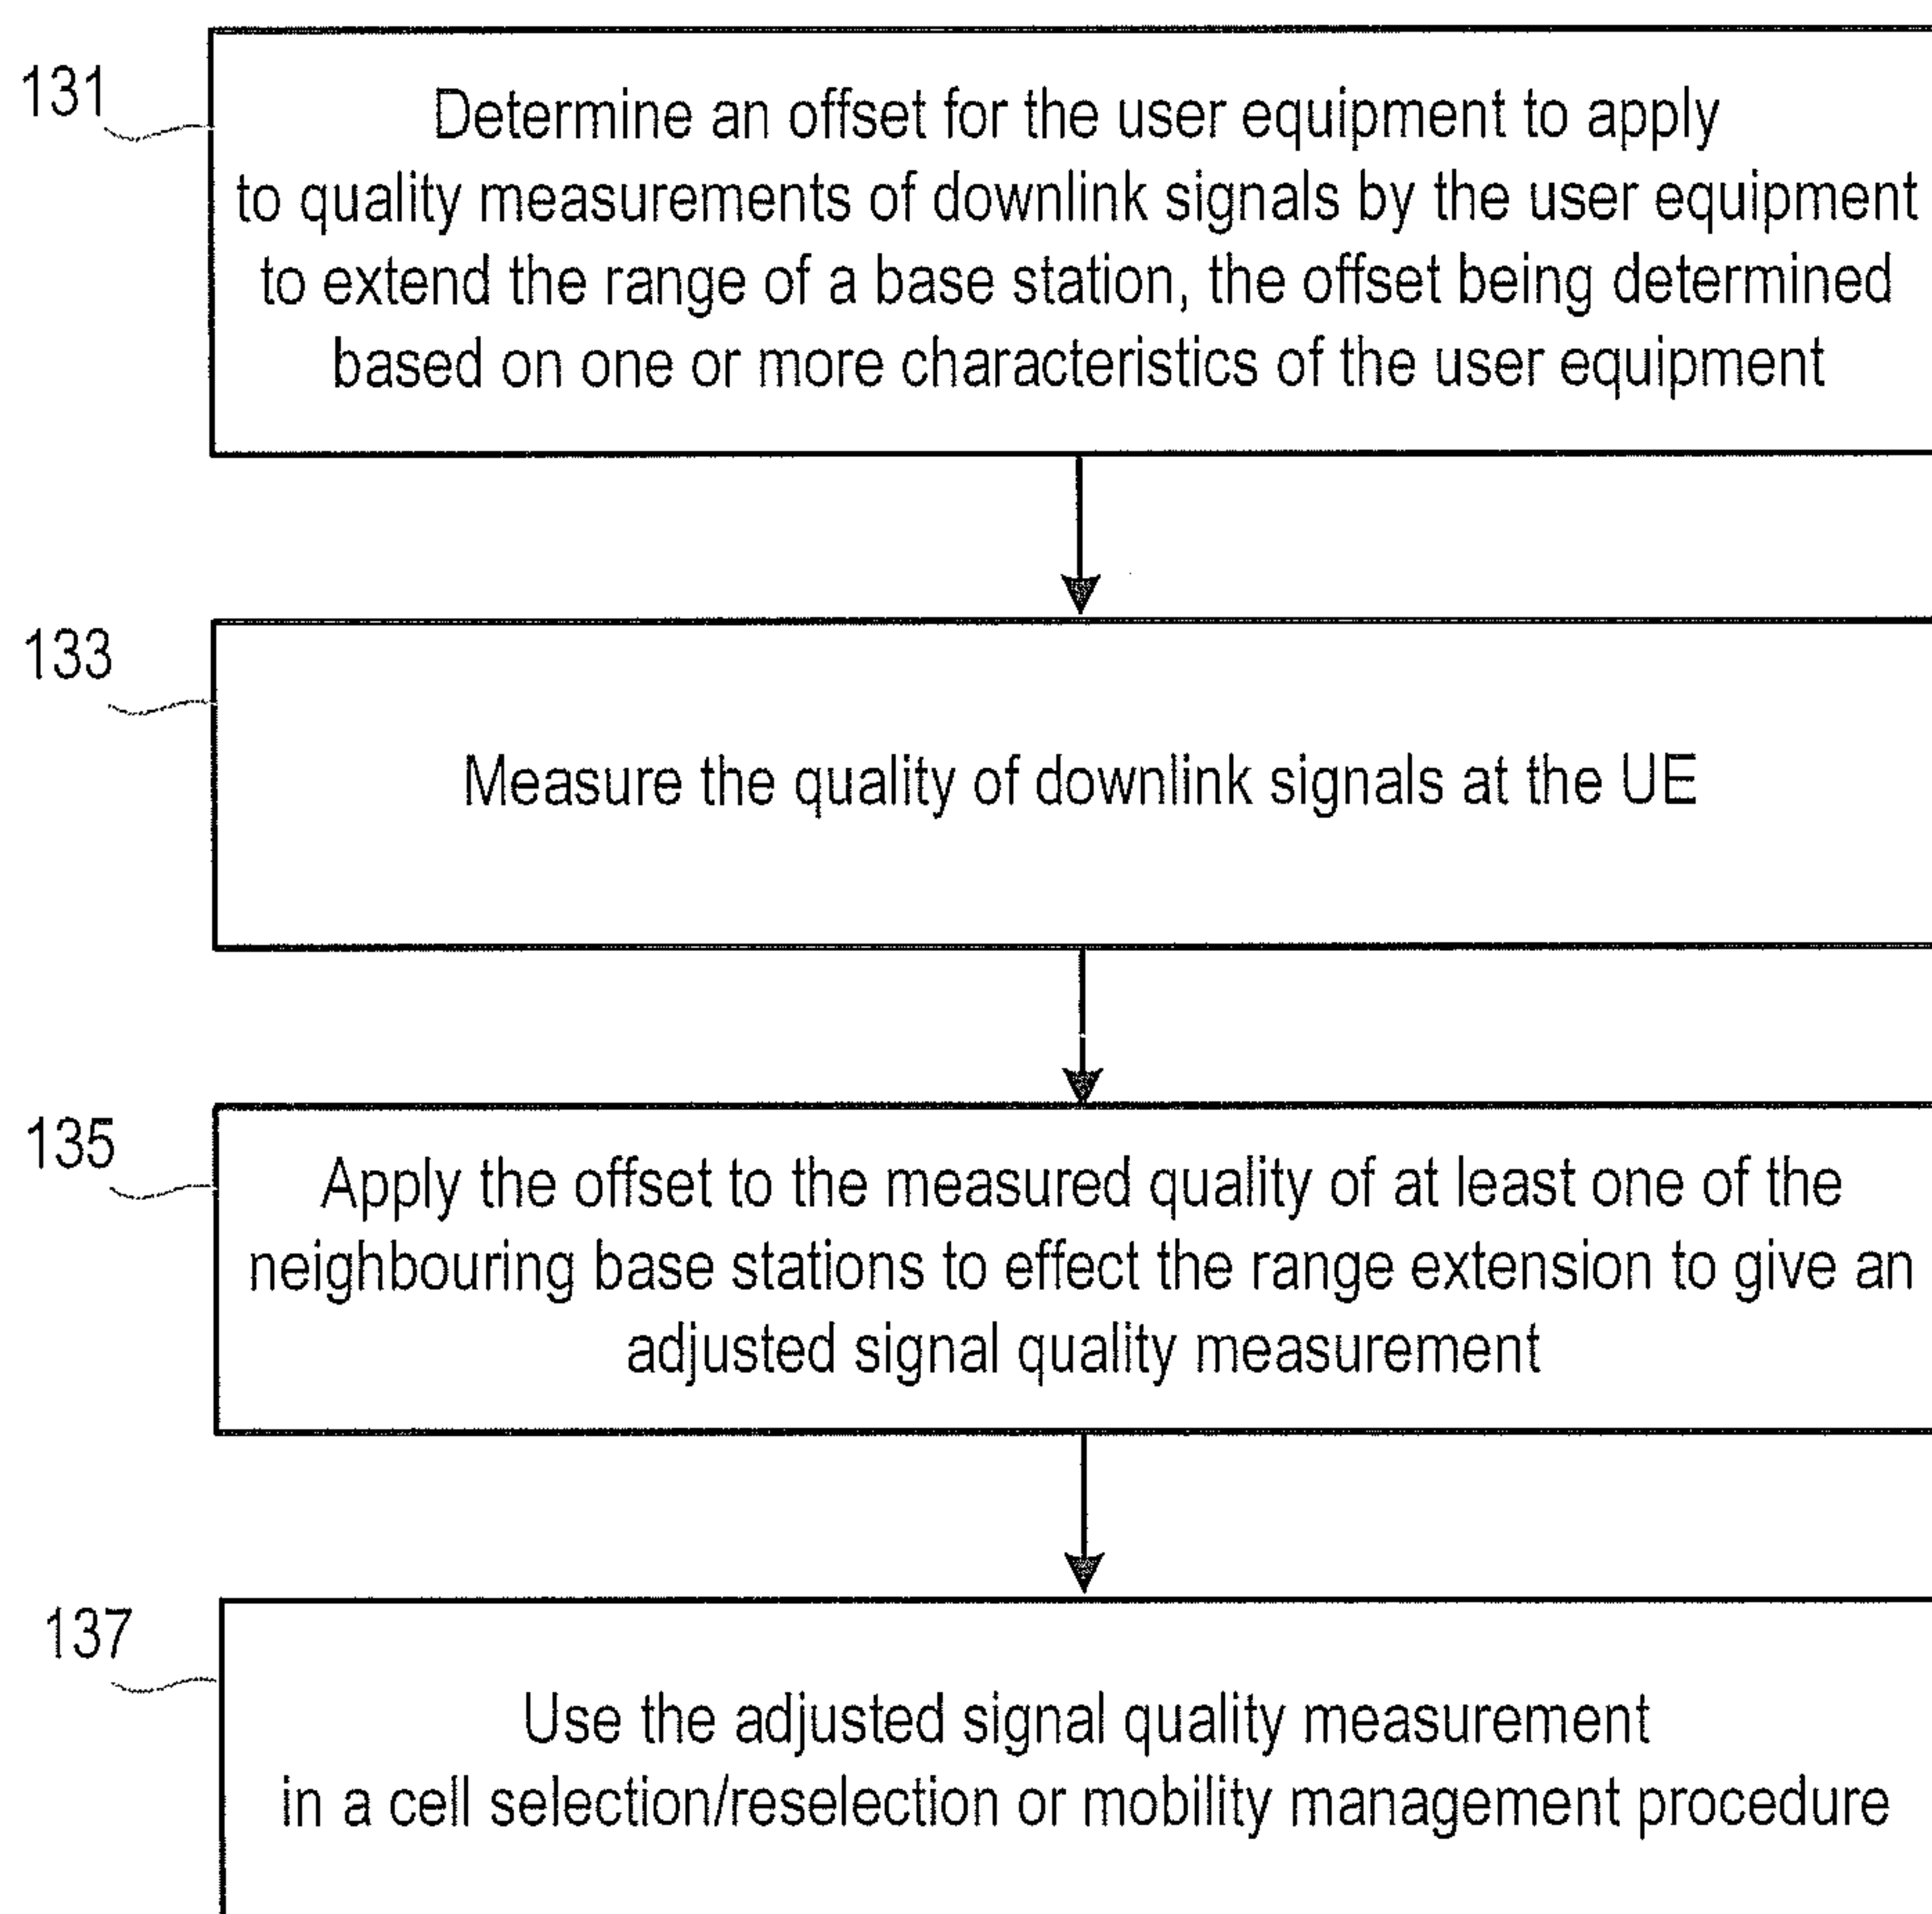 131
Determine an offset for the user equipment to apply
to quality measurements of downlink signals by the user equipment
to extend the range of a base station, the offset being determined
based on one or more characteristics of the user equipment
133
Measure the quality of downlink signals at the UE
135
Apply the offset to the measured quality of at least one of the
neighbouring base stations to effect the range extension to give an
adjusted signal quality measurement
137
Use the adjusted signal quality measurement
in a cell selection/reselection or mobility management procedure